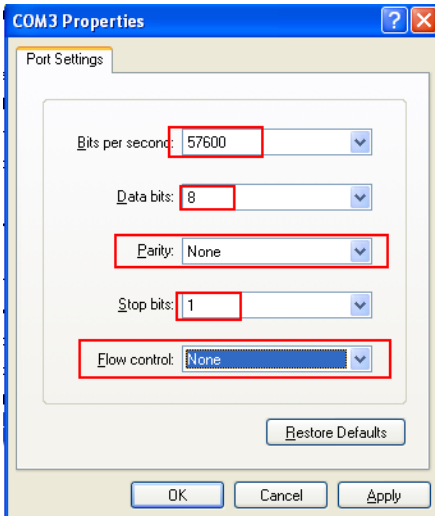 COM3 Properties
Port Settings
Bits per second: 57600
Data bits: 8
Parity: None
Stop bits: 1
Flow control: None
Restore Defaults
OK Cancel Apply